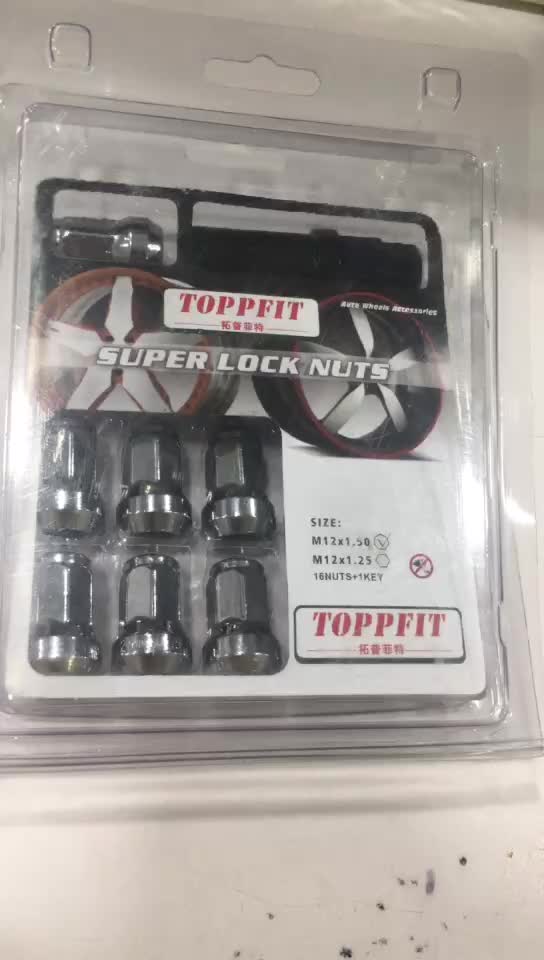 TOPPFIT
拓普菲特
Auto Wheels Accessories
SUPER LOCK NUTS
SIZE:
M12x1.50
M12x1.25
16NUTS+1KEY
TOPPFIT
拓普菲特